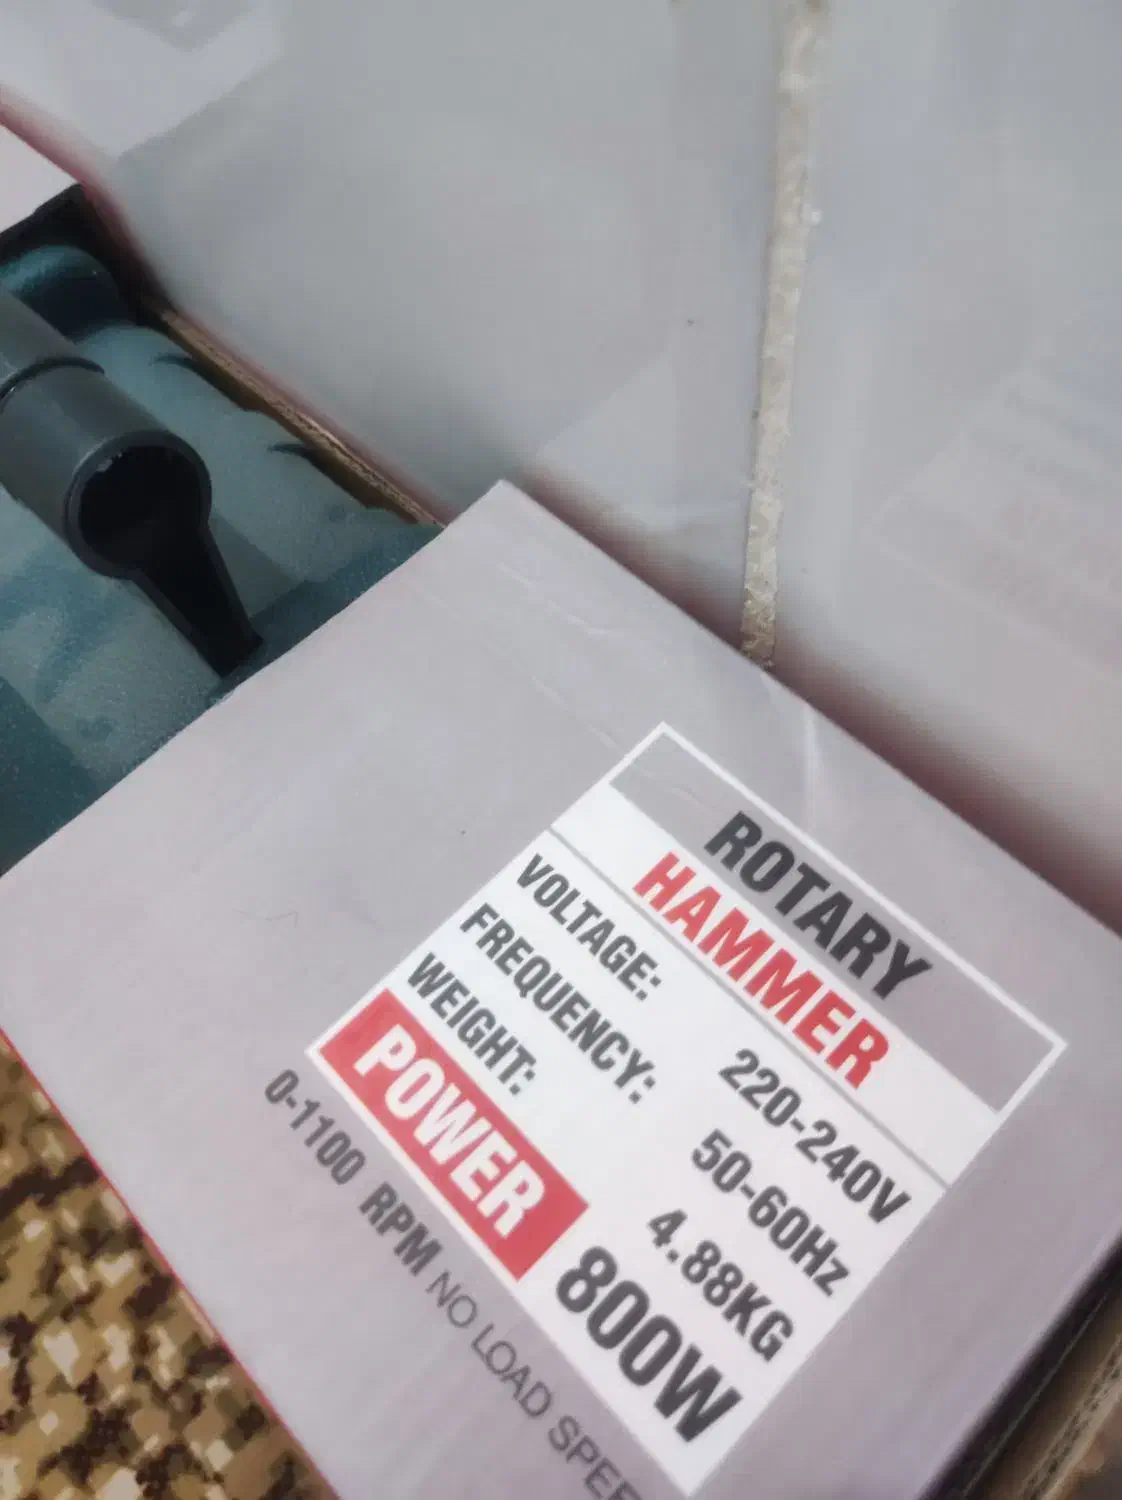 ROTARY
HAMMER
VOLTAGE: 220-240V
FREQUENCY: 50-60Hz
WEIGHT: 4.88KG
POWER 800W
0-1100 RPM NO LOAD